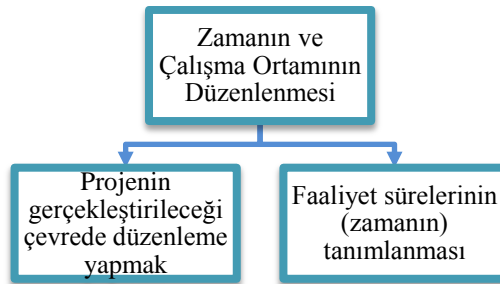 Zamanın ve
Çalışma Ortamının
Düzenlenmesi
Projenin
gerçekleştirileceği
çevrede düzenleme
yapmak
Faaliyet sürelerinin
(zamanın)
tanımlanması